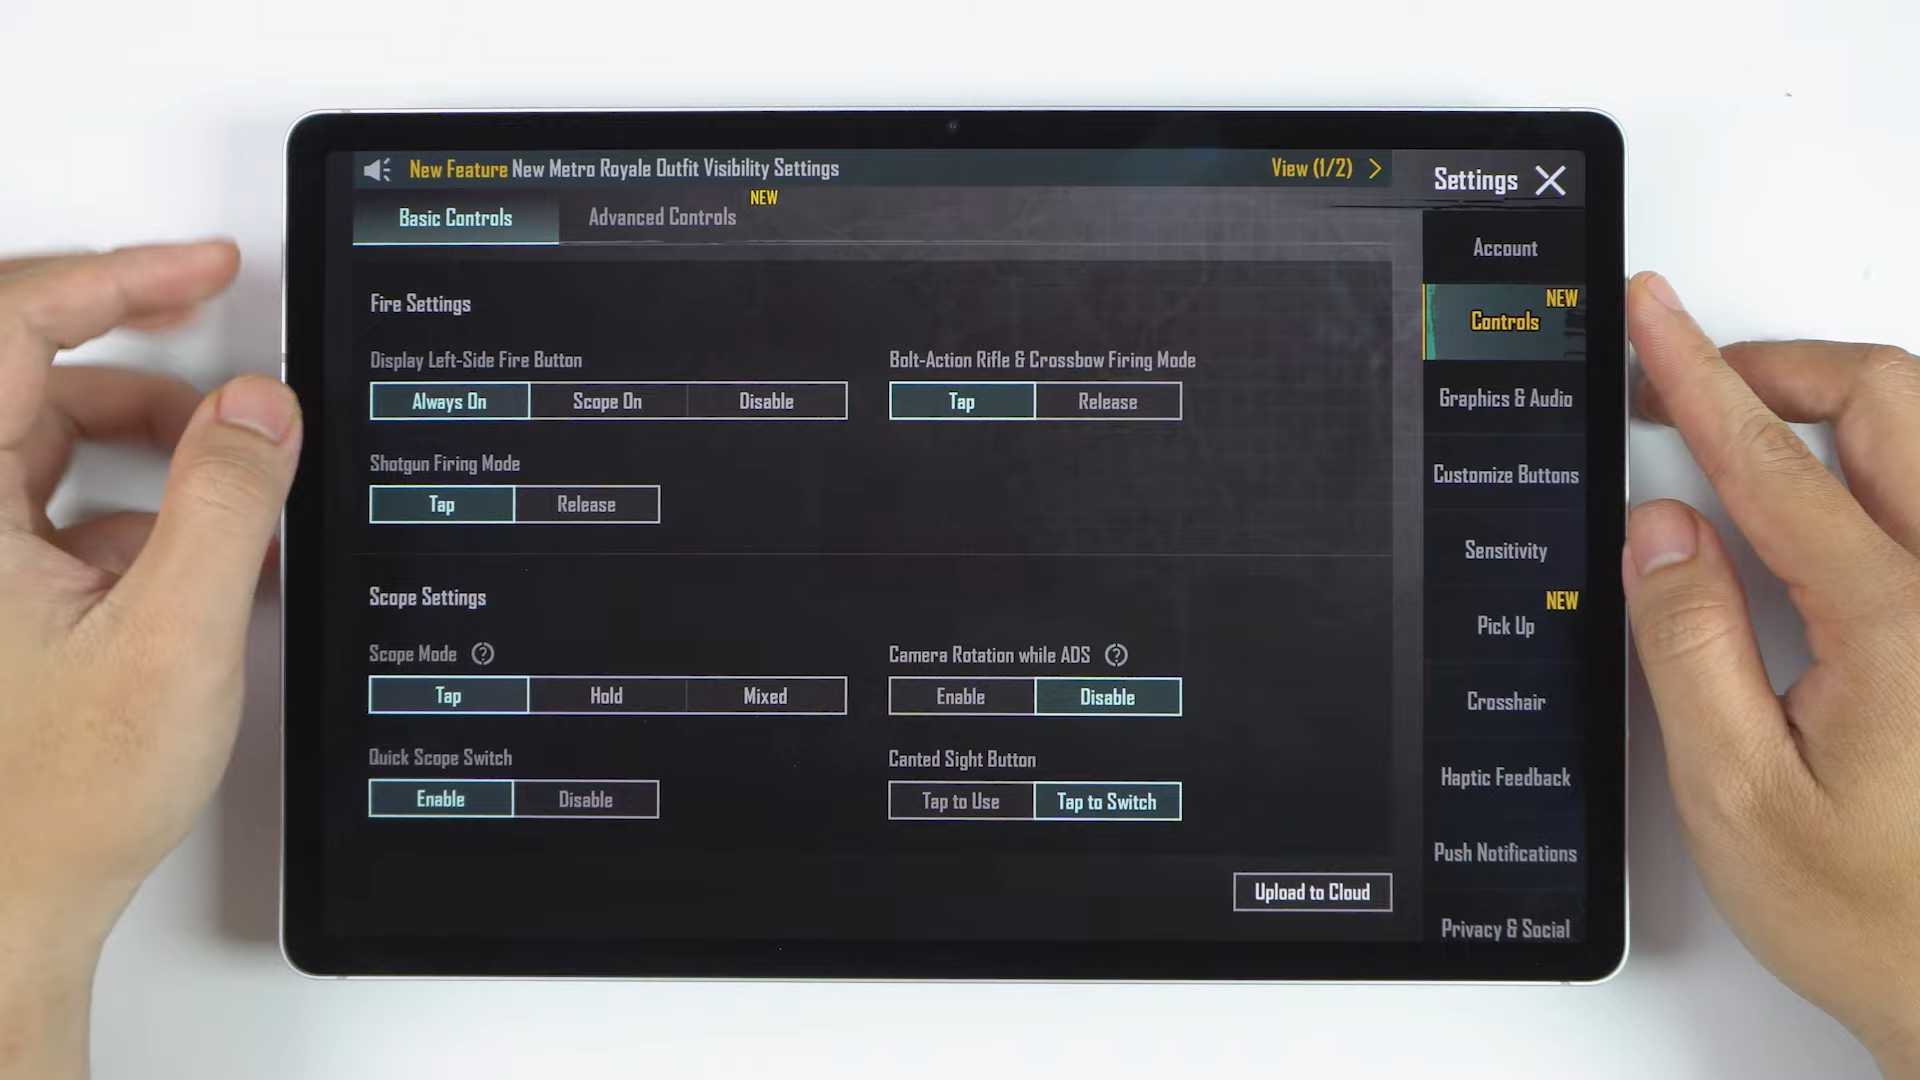 New Feature New Metro Royale Outfit Visibility Settings
View (1/2)
Settings
Basic Controls
Advanced Controls
NEW
Fire Settings
Display Left-Side Fire Button
Always On
Scope On
Disable
Bolt-Action Rifle & Crossbow Firing Mode
Tap
Release
Shotgun Firing Mode
Tap
Release
Scope Settings
Scope Mode ?
Tap
Hold
Mixed
Camera Rotation while ADS ?
Enable
Disable
Quick Scope Switch
Enable
Disable
Canted Sight Button
Tap to Use
Tap to Switch
Upload to Cloud
Account
NEW
Controls
Graphics & Audio
Customize Buttons
Sensitivity
NEW
Pick Up
Crosshair
Haptic Feedback
Push Notifications
Privacy & Social